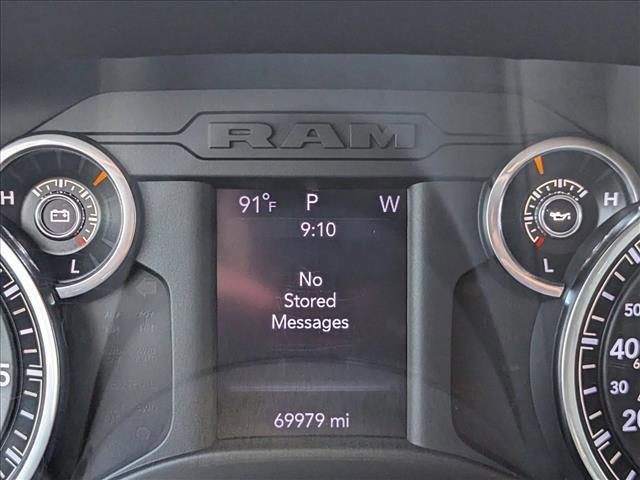 RAM
91°F P W
9:10
H
H
No
Stored
Messages
L
L
50
40
30
20
69979 mi